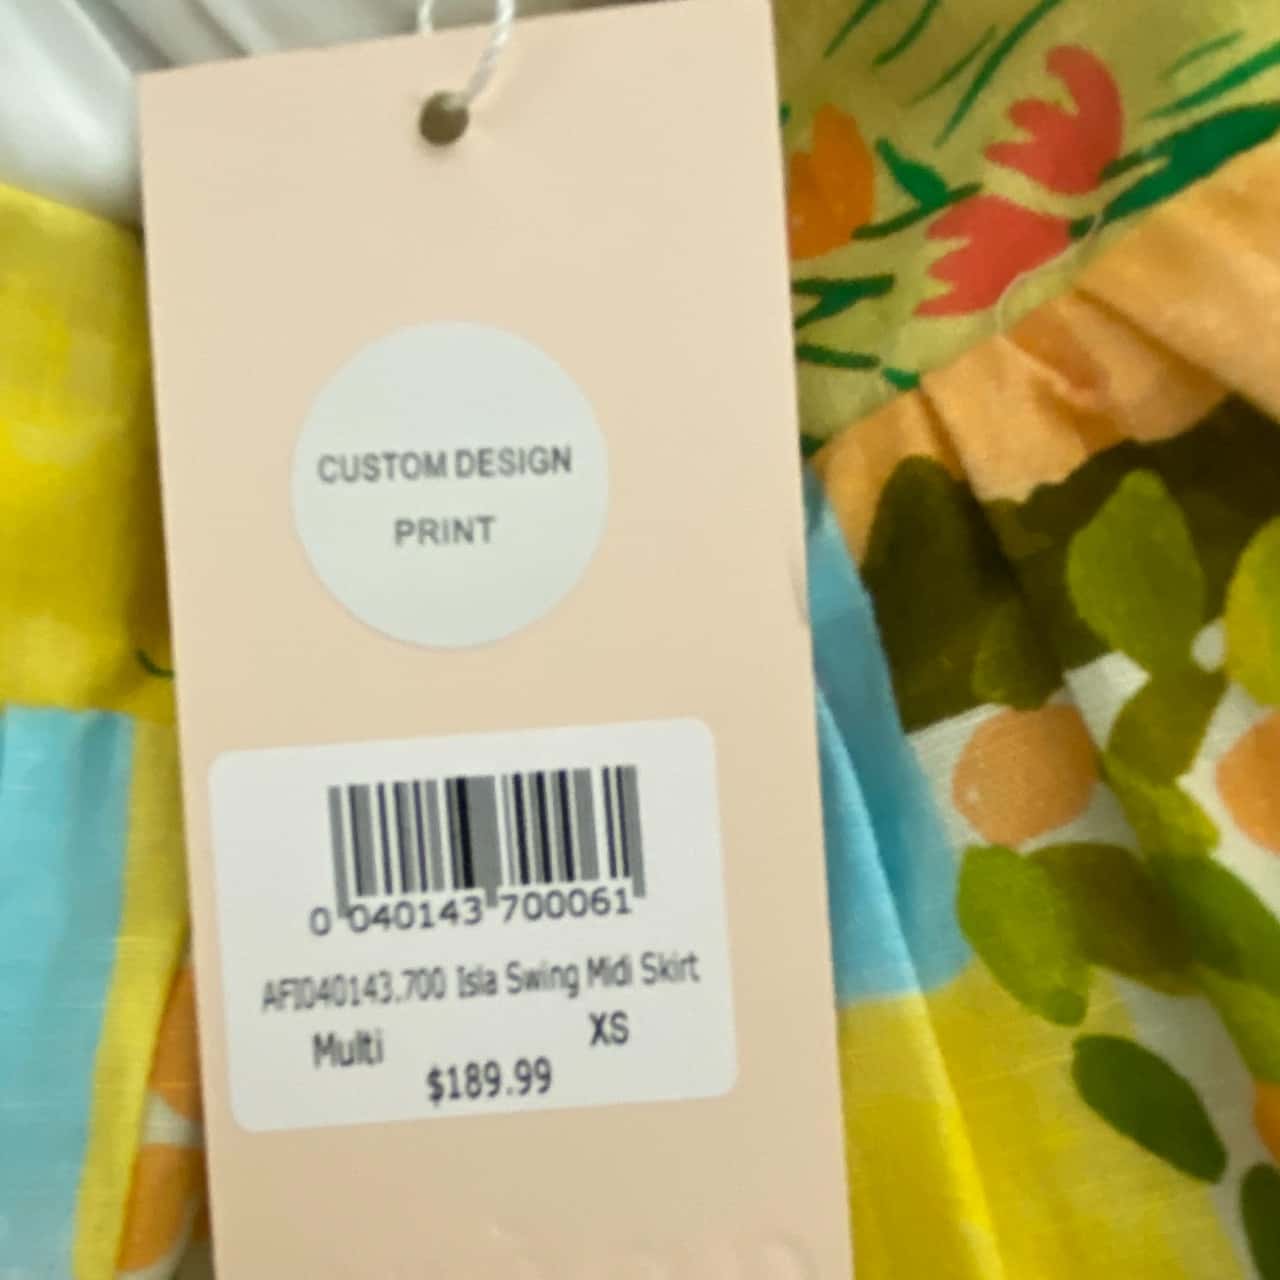 CUSTOM DESIGN
PRINT
0 040143 700061
AFI040143.700 Isla Swing Midi Skirt
Multi XS
$189.99